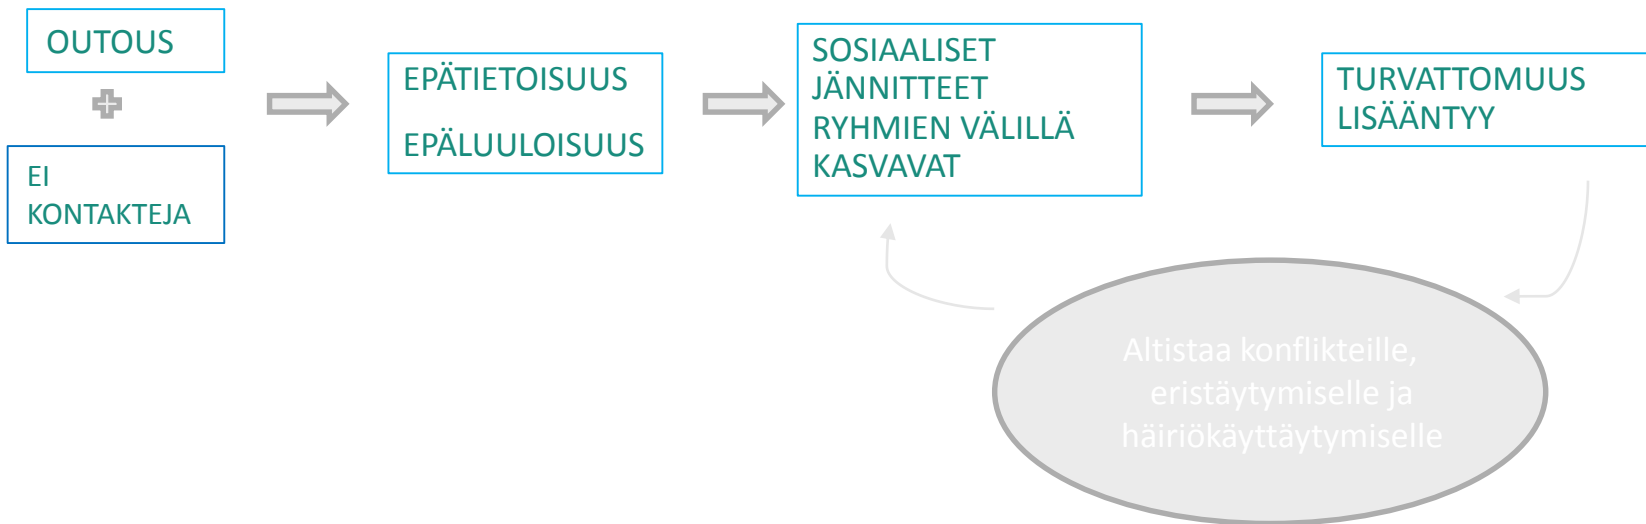 OUTOUS
EI
KONTAKTEJA
EPÄTIETOISUUS
EPÄLUULOISUUS
SOSIAALISET
JÄNNITTEET
RYHMIEN VÄLILLÄ
KASVAVAT
TURVATTOMUUS
LISÄÄNTYY
Altistaa konflikteille,
eristäytymiselle ja
häiriökäyttäytymiselle